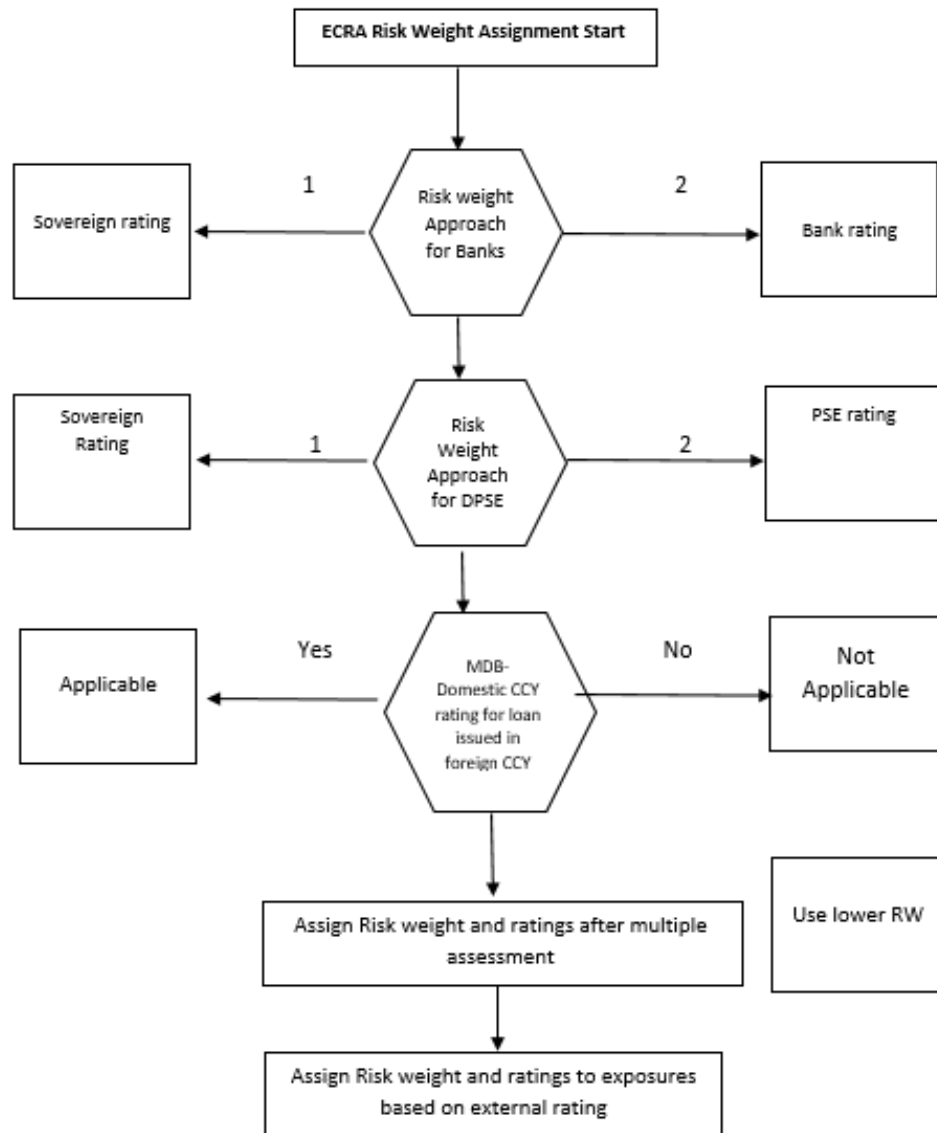 ECRA Risk Weight Assignment Start
1
2
Sovereign rating
Risk weight
Approach
for Banks
Bank rating
Sovereign
Rating
1
Risk
Weight
Approach
for DPSE
2
PSE rating
Applicable
Yes
MDB-
Domestic CCY
rating for loan
issued in
foreign CCY
No
Not
Applicable
Assign Risk weight and ratings after multiple
assessment
Use lower RW
Assign Risk weight and ratings to exposures
based on external rating